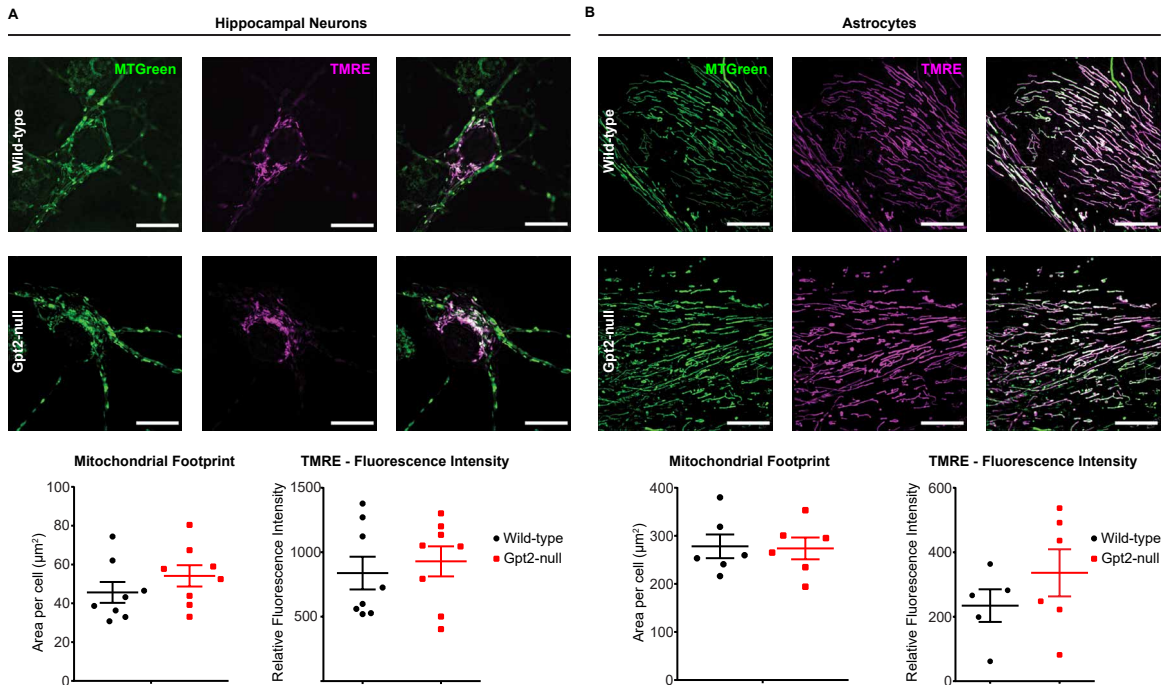 A
Hippocampal Neurons
B
Astrocytes
MTGreen
TMRE
MTGreen
TMRE
Wild-type
Wild-type
Gpt2-null
Gpt2-null
Mitochondrial Footprint
Area per cell (µm²)
100
80
60
40
20
0
TMRE - Fluorescence Intensity
Relative Fluorescence Intensity
1500
1000
500
Wild-type
Gpt2-null
Mitochondrial Footprint
Area per cell (µm²)
400
300
200
100
0
TMRE - Fluorescence Intensity
Relative Fluorescence Intensity
600
400
200
0
Wild-type
Gpt2-null